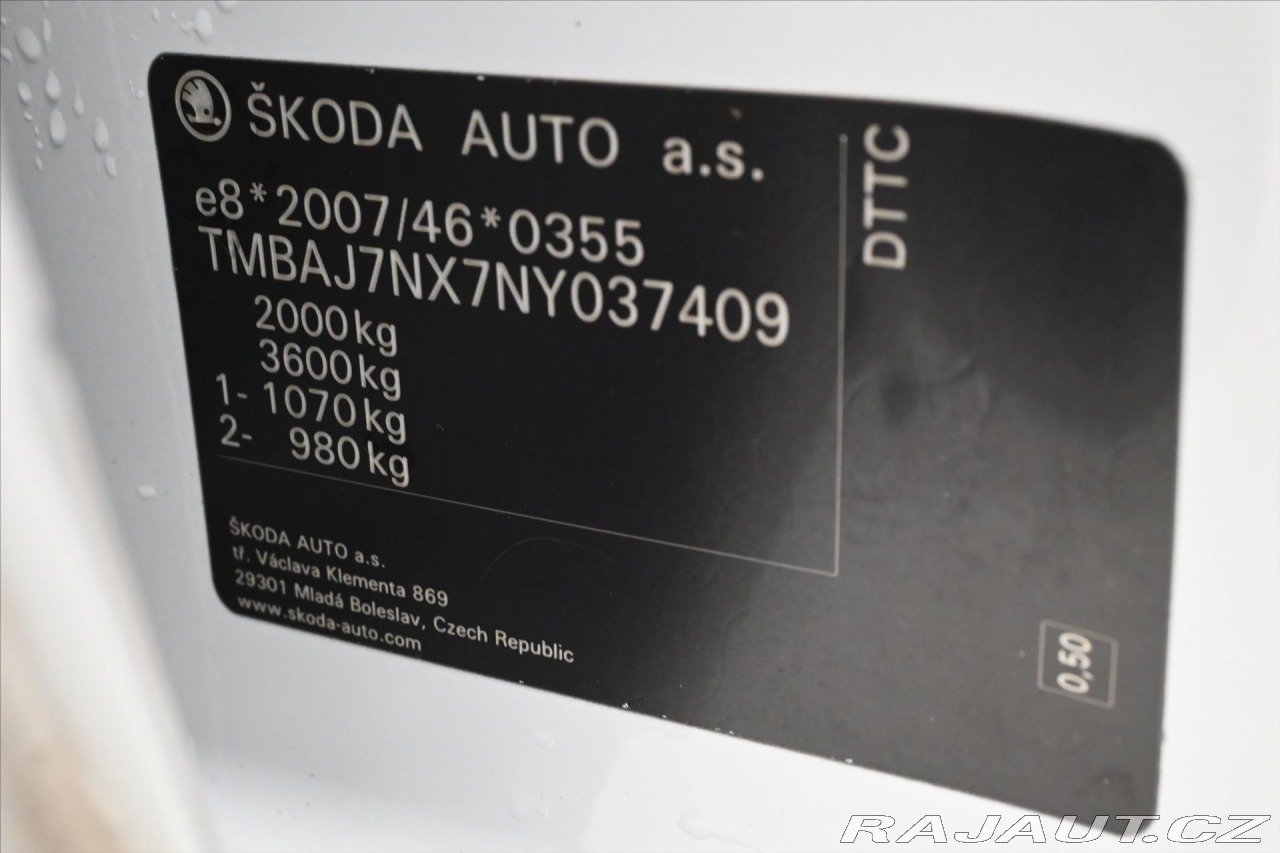 ŠKODA AUTO a.s.
e8*2007/46*0355
TMBAJ7NX7NY037409
2000kg
3600kg
1- 1070kg
2- 980kg
ŠKODA AUTO a.s.
tř. Václava Klementa 869
29301 Mladá Boleslav, Czech Republic
www.skoda-auto.com
DTTC
0,50
RAJAUT.CZ